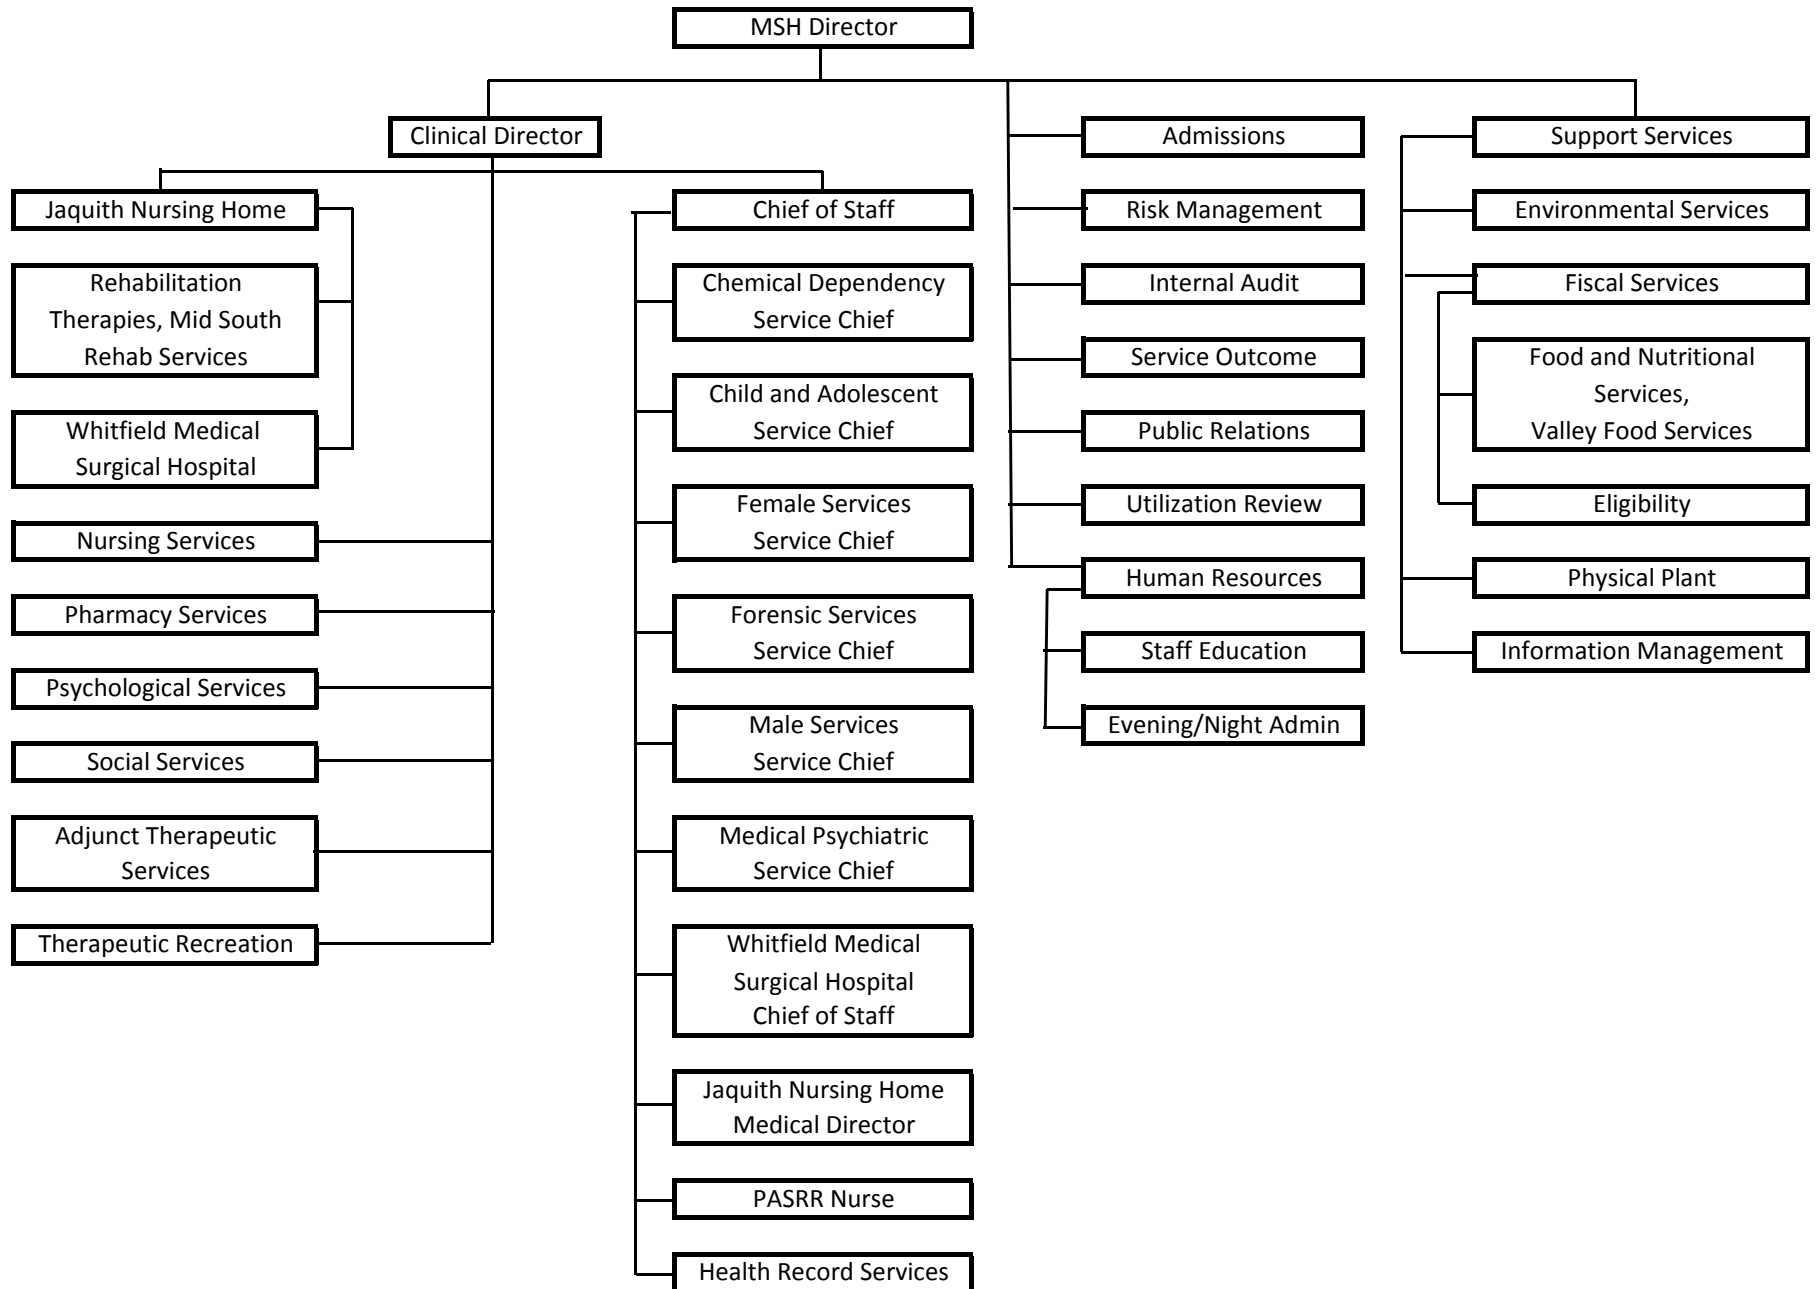 MSH Director
Clinical Director
Jaquith Nursing Home
Rehabilitation
Therapies, Mid South
Rehab Services
Whitfield Medical
Surgical Hospital
Nursing Services
Pharmacy Services
Psychological Services
Social Services
Adjunct Therapeutic
Services
Therapeutic Recreation
Chief of Staff
Chemical Dependency
Service Chief
Child and Adolescent
Service Chief
Female Services
Service Chief
Forensic Services
Service Chief
Male Services
Service Chief
Medical Psychiatric
Service Chief
Whitfield Medical
Surgical Hospital
Chief of Staff
Jaquith Nursing Home
Medical Director
PASRR Nurse
Health Record Services
Admissions
Risk Management
Internal Audit
Service Outcome
Public Relations
Utilization Review
Human Resources
Staff Education
Evening/Night Admin
Support Services
Environmental Services
Fiscal Services
Food and Nutritional
Services,
Valley Food Services
Eligibility
Physical Plant
Information Management